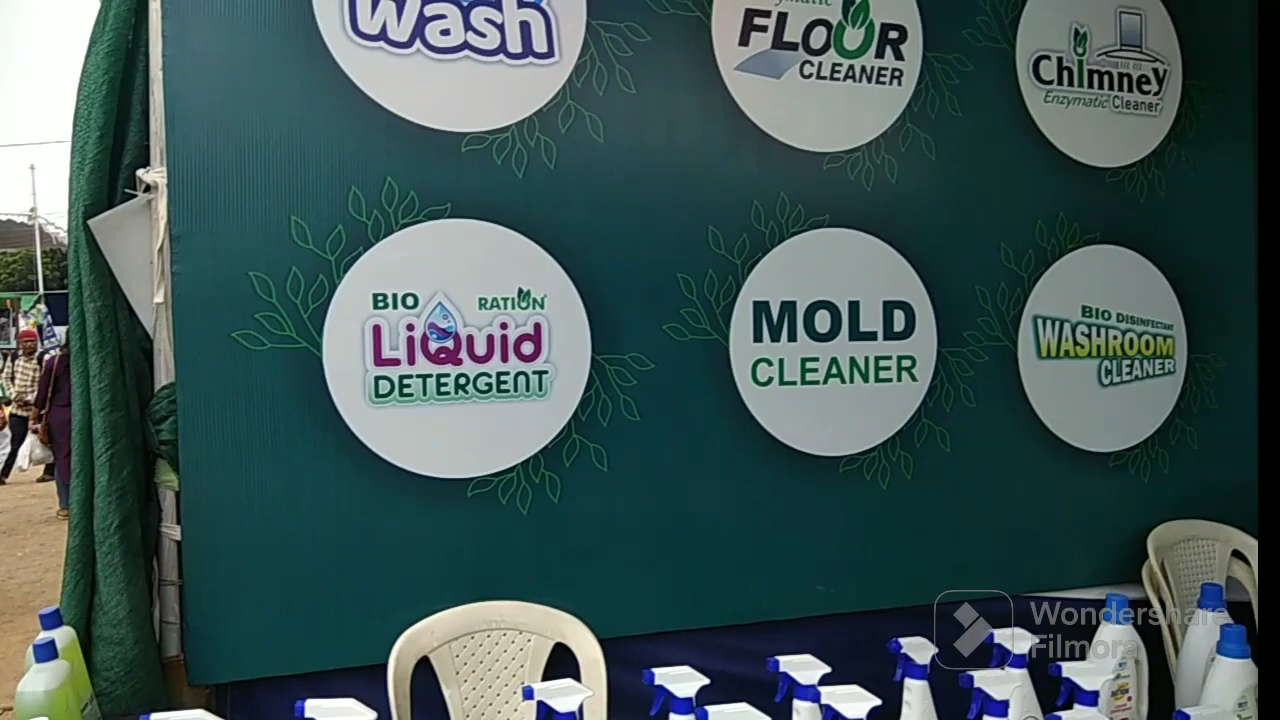 Wash
FLOOR
CLEANER
Chimney
Enzymatic Cleaner
BIO RATION
LiQuid
DETERGENT
MOLD
CLEANER
BIO DISINFECTANT
WASHROOM
CLEANER
Wondershare
Filmora